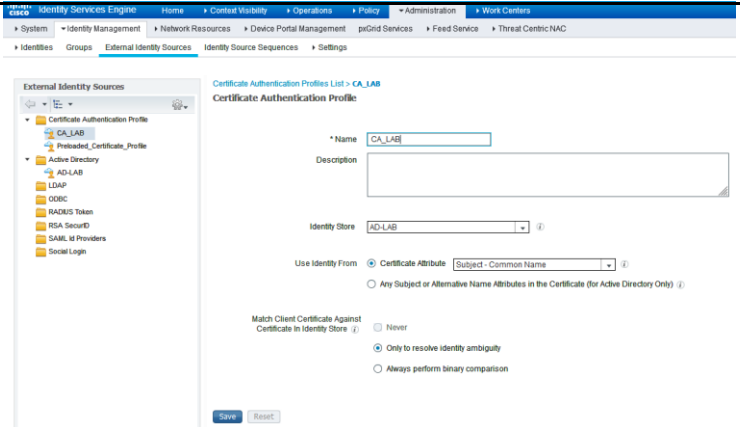 cisco Identity Services Engine Home Context Visibility Operations Policy Administration Work Centers
System Identity Management Network Resources Device Portal Management pxGrid Services Feed Service Threat Centric NAC
Identities Groups External Identity Sources Identity Source Sequences Settings
External Identity Sources
Certificate Authentication Profile
CA_LAB
Preloaded_Certificate_Profile
Active Directory
AD-LAB
LDAP
ODBC
RADIUS Token
RSA SecurID
SAML Id Providers
Social Login
Certificate Authentication Profiles List > CA_LAB
Certificate Authentication Profile
* Name CA_LAB
Description
Identity Store AD-LAB
Use Identity From Certificate Attribute Subject - Common Name
Any Subject or Alternative Name Attributes in the Certificate (for Active Directory Only)
Match Client Certificate Against
Certificate In Identity Store Never
Only to resolve identity ambiguity
Always perform binary comparison
Save Reset